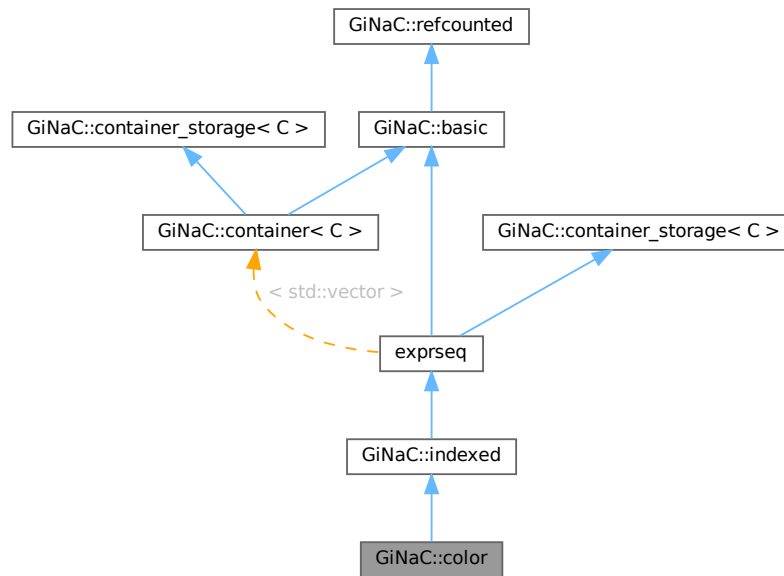 GiNaC::refcounted
GiNaC::container_storage< C >
GiNaC::basic
GiNaC::container< C >
GiNaC::container_storage< C >
< std::vector >
exprseq
GiNaC::indexed
GiNaC::color